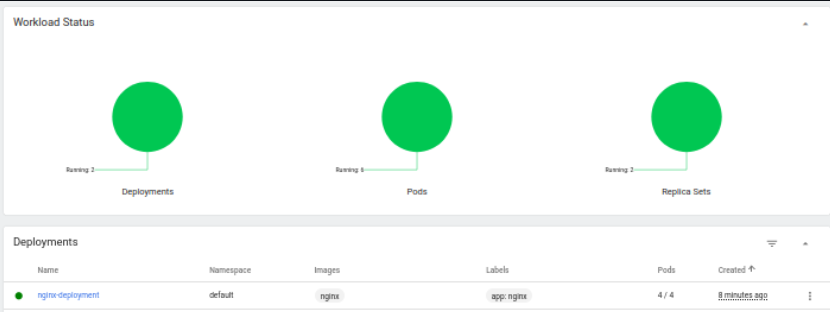 Workload Status
Running: 2
Running: 6
Running: 2
Deployments
Pods
Replica Sets
Deployments
Name Namespace Images Labels Pods Created ↑
nginx-deployment default nginx app: nginx 4 / 4 8 minutes ago